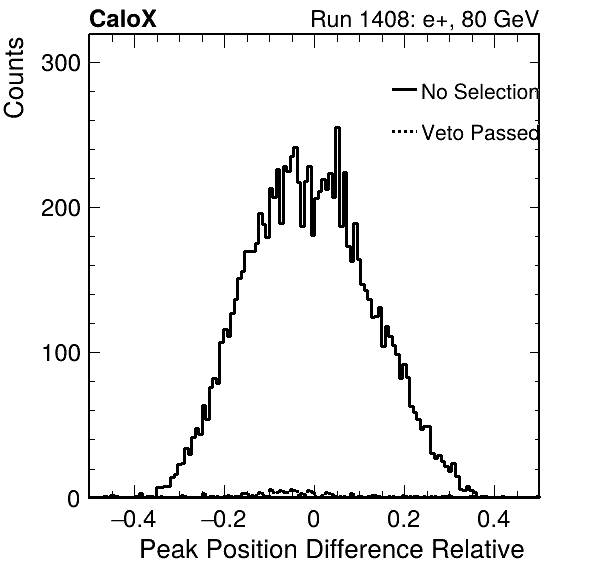 CaloX Run 1408: e+, 80 GeV
Counts
300
No Selection
Veto Passed
200
100
0
−0.4 −0.2 0 0.2 0.4
Peak Position Difference Relative